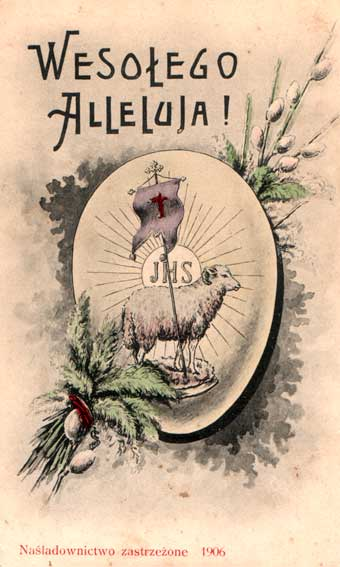 WESOŁEGO
ALLELUJA!
JHS
Naśladownictwo zastrzeżone 1906